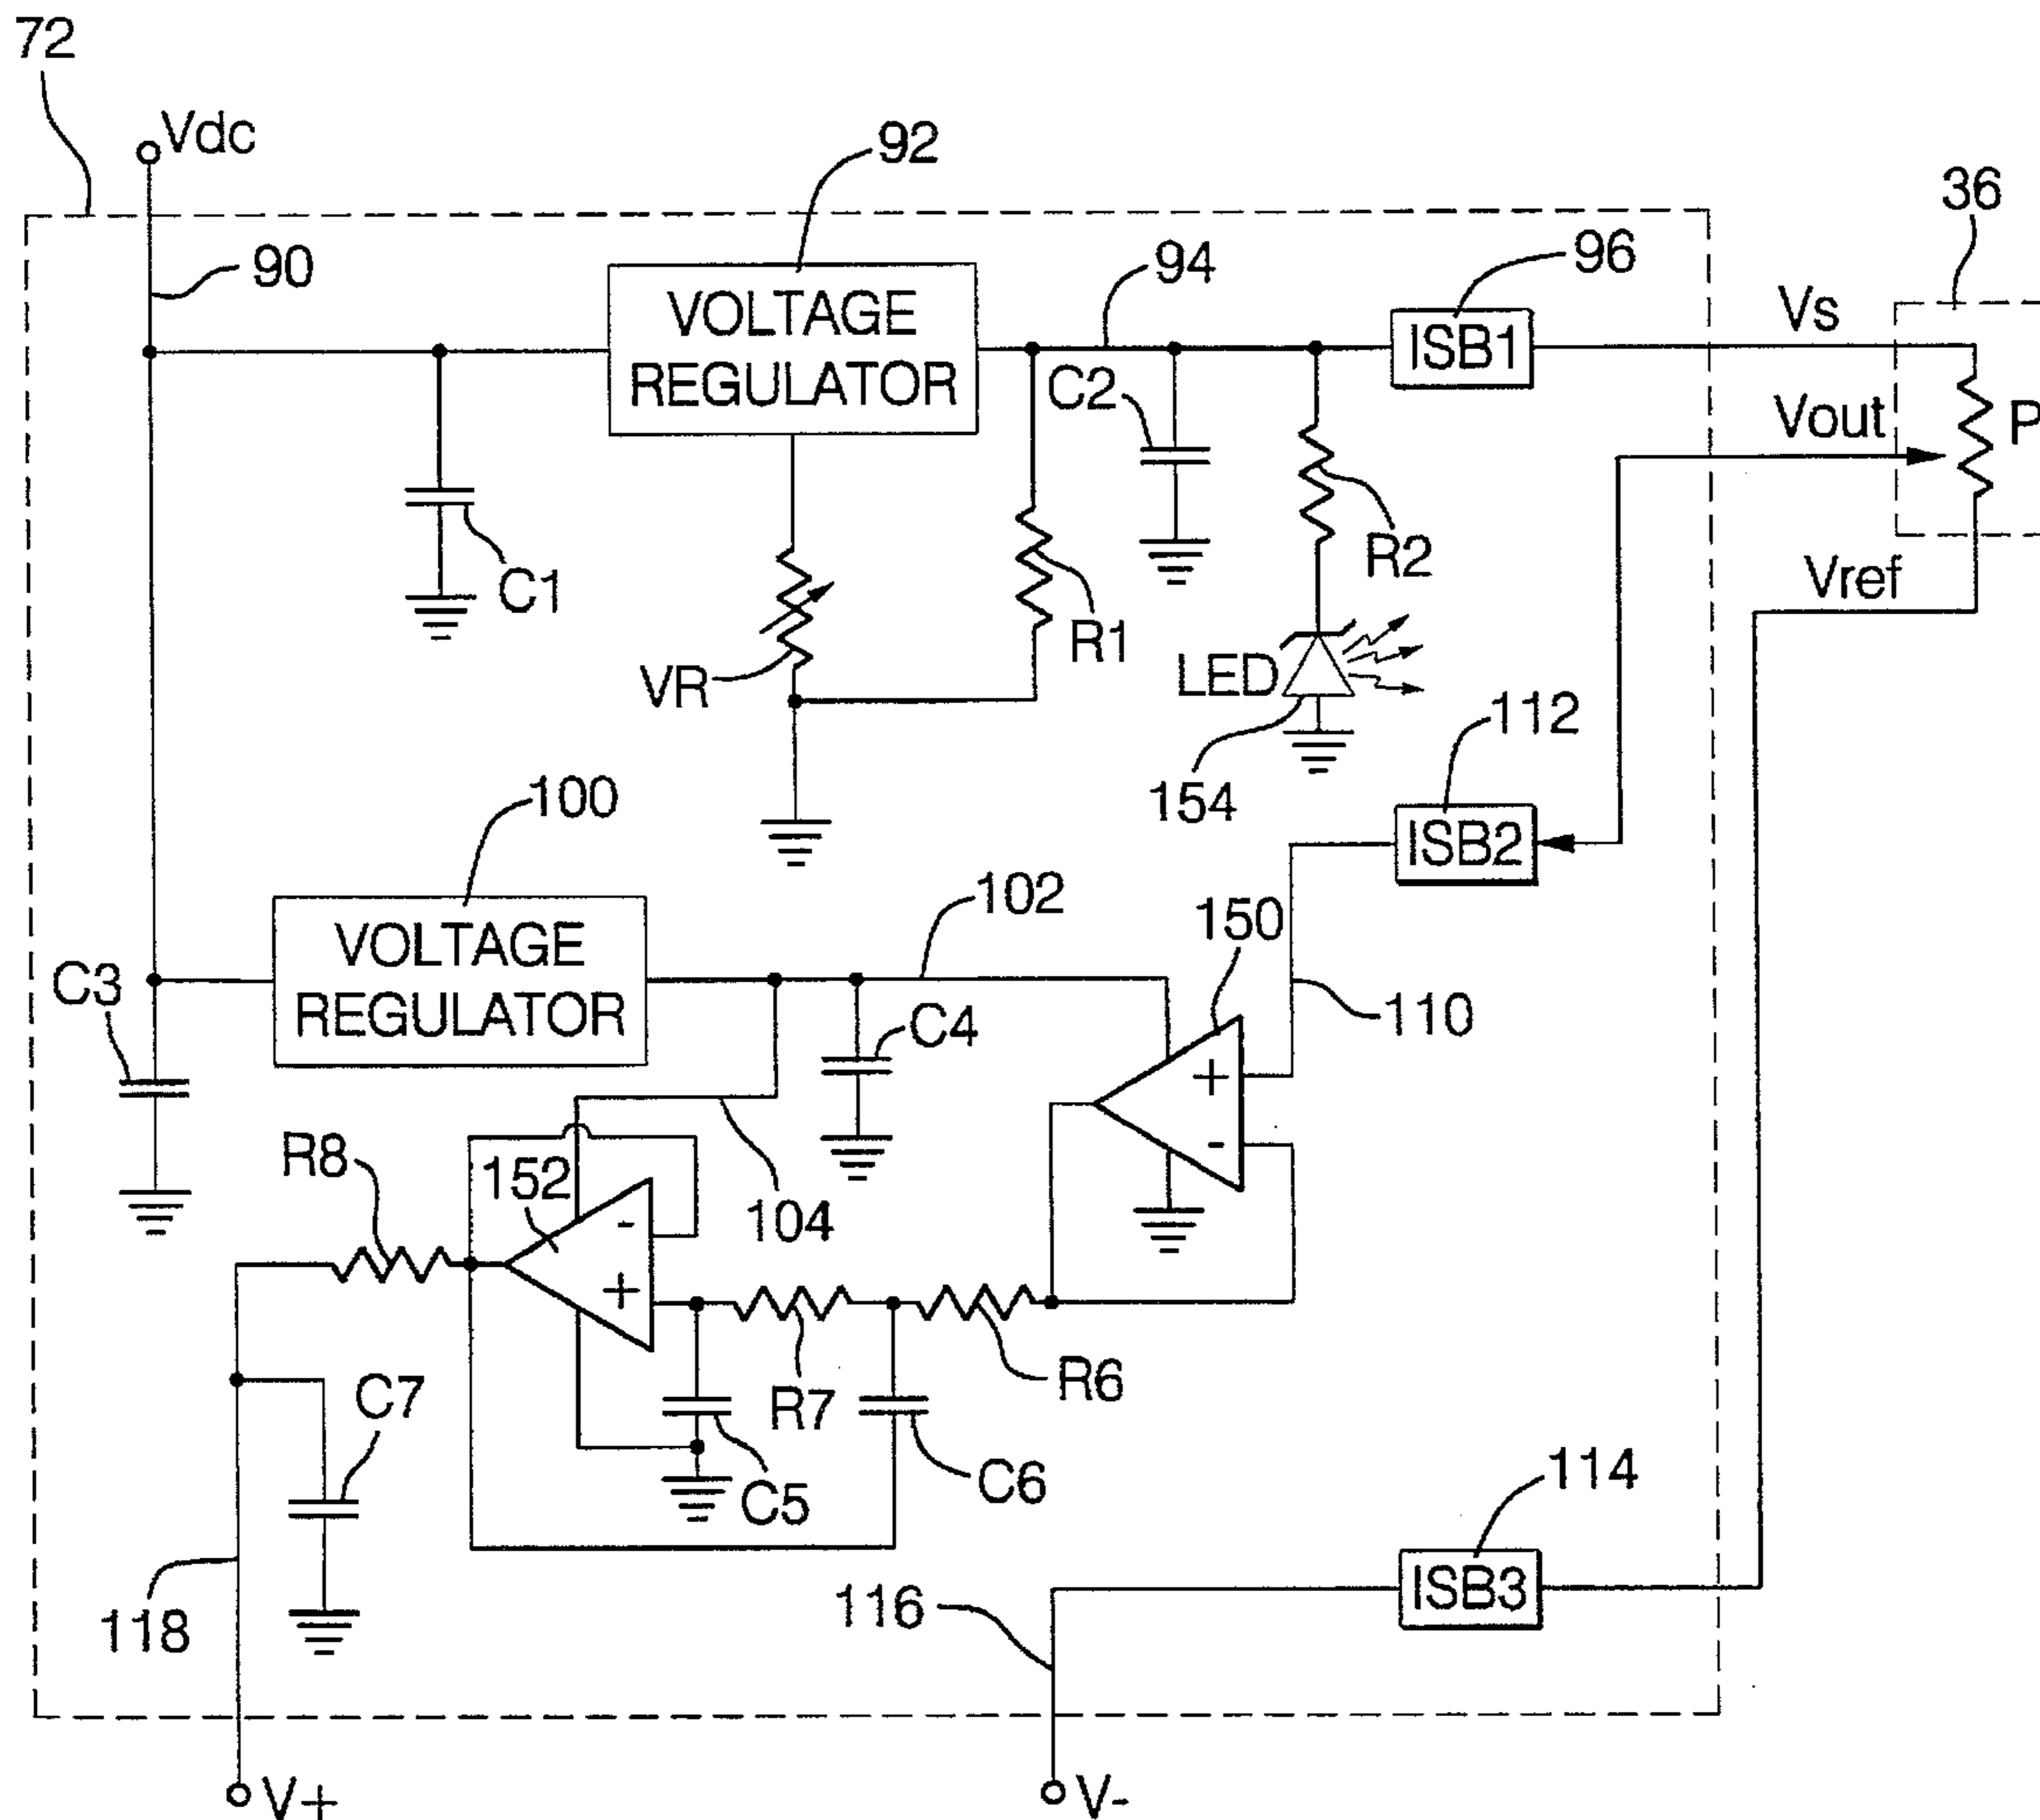 72
Vdc
92
36
90
94
96
VOLTAGE
REGULATOR
ISB1
Vs
C2
Vout
P
R2
C1
Vref
R1
VR
LED
112
154
100
ISB2
102
150
VOLTAGE
REGULATOR
C3
110
C4
+
-
R8
152
104
-
+
R6
R7
C7
C5
C6
114
ISB3
118
116
V+
V-